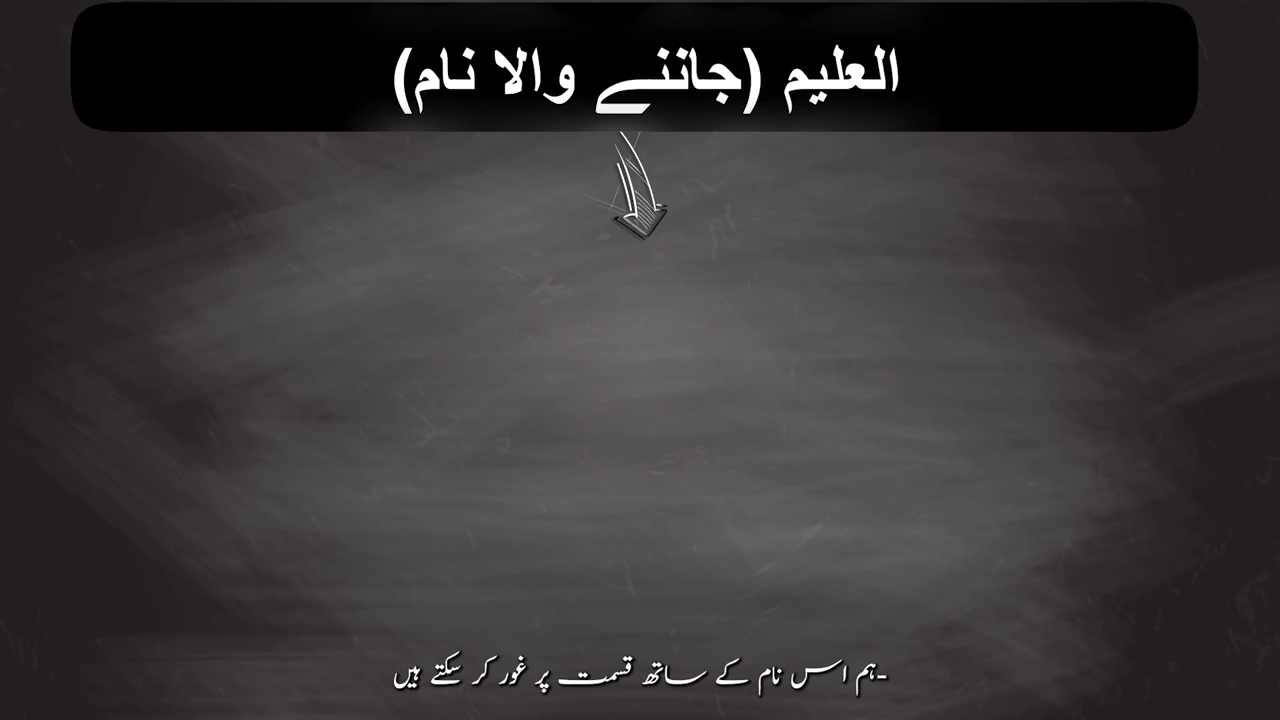 العلیم (جاننے والا نام)
ہم اس نام کے ساتھ قسمت پر غور کر سکتے ہیں-